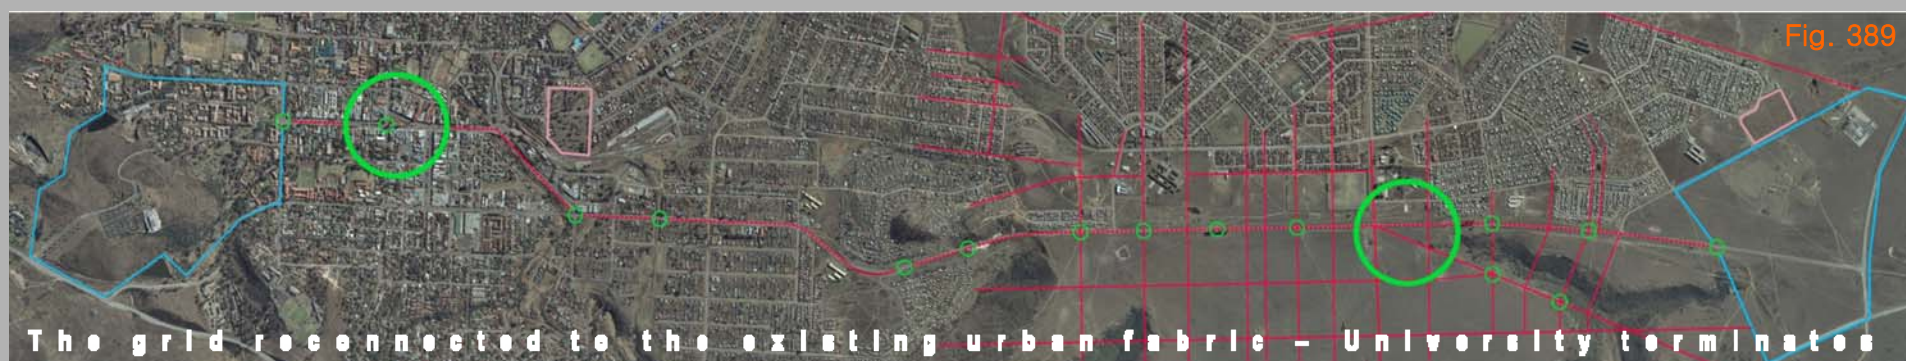 Fig. 389
The grid reconnected to the existing urban fabric – University terminates